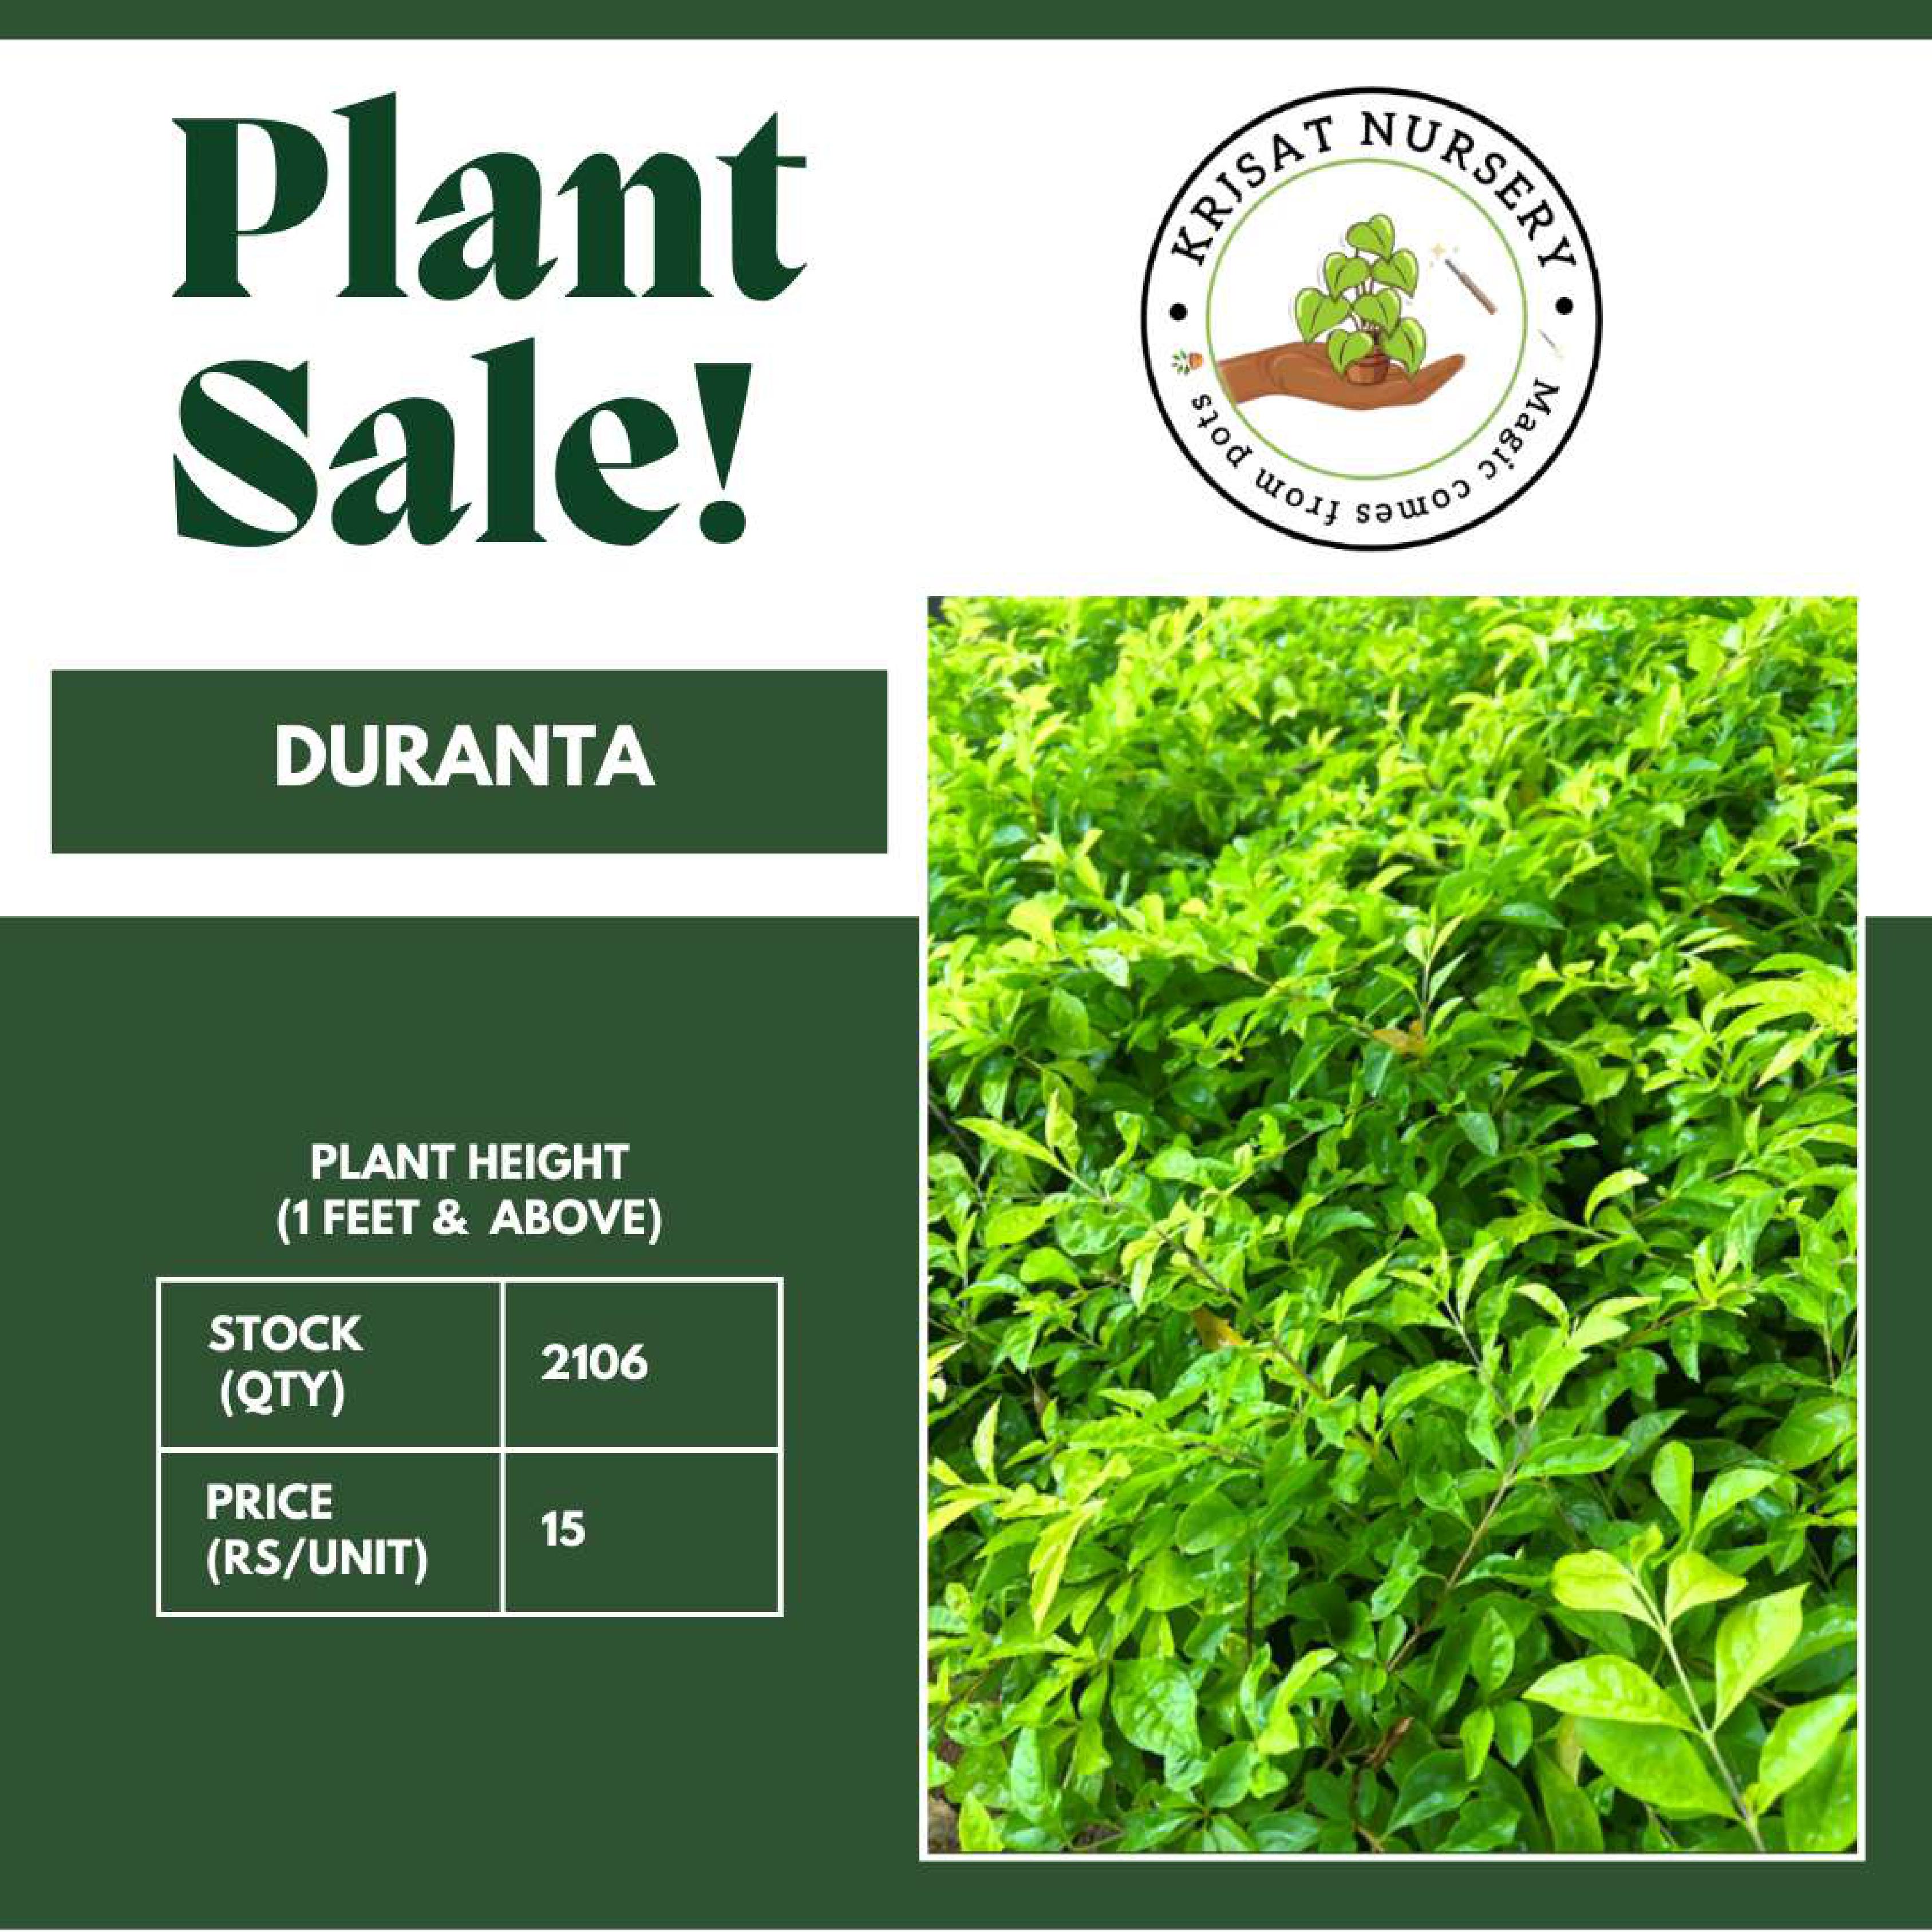 Plant
Sale!
KRISAT NURSERY
Magic comes from pots
DURANTA
PLANT HEIGHT
(1 FEET & ABOVE)
STOCK
(QTY)
2106
PRICE
(RS/UNIT)
15